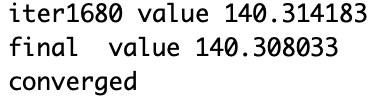 iter1680 value 140.314183
final  value 140.308033
converged